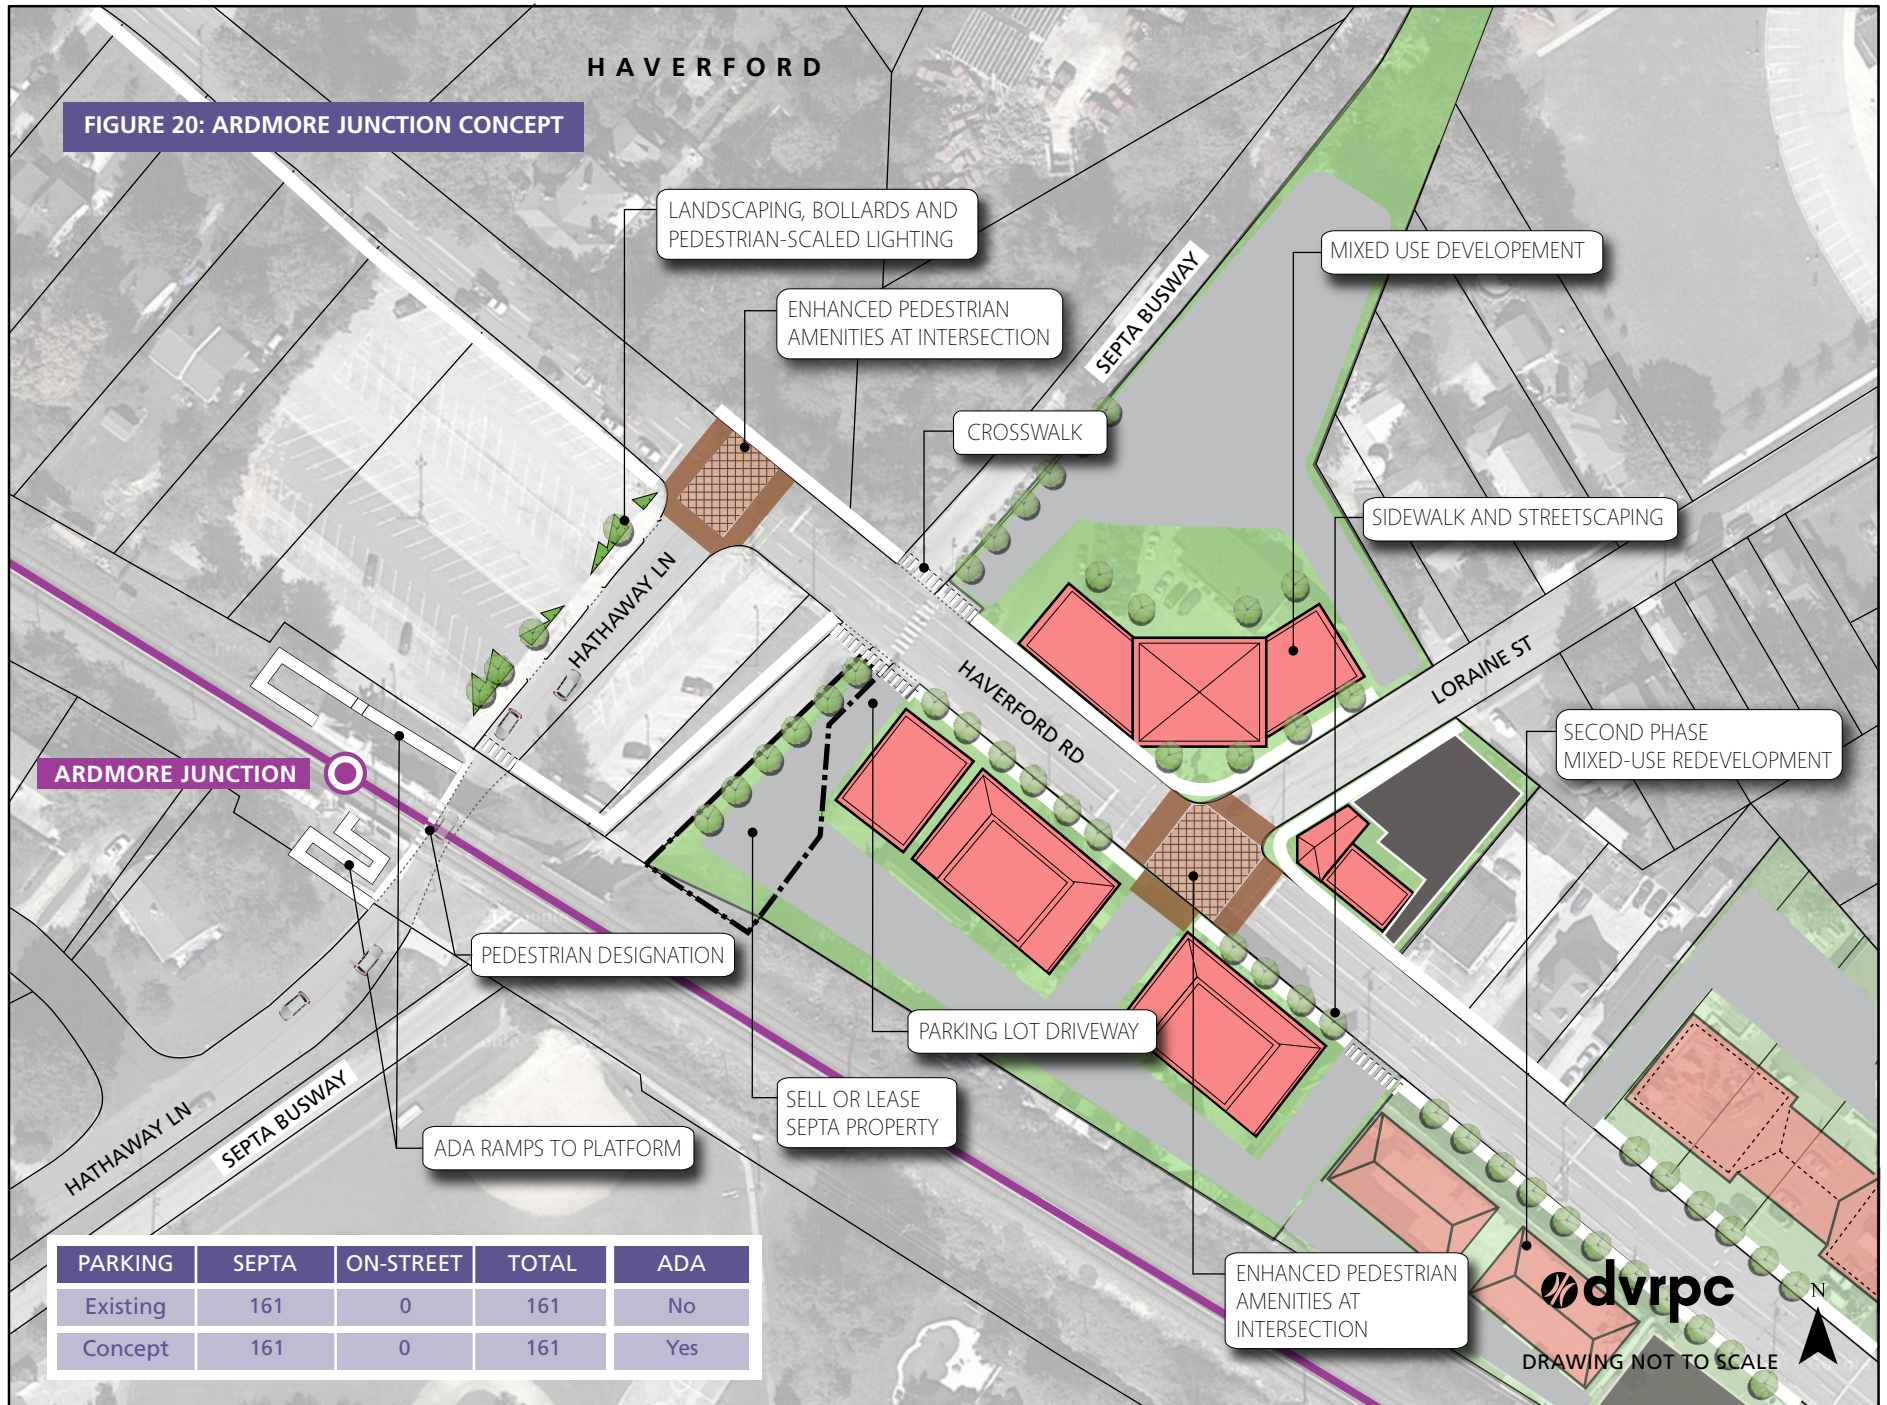 HAVERFORD
FIGURE 20: ARDMORE JUNCTION CONCEPT
LANDSCAPING, BOLLARDS AND
PEDESTRIAN-SCALED LIGHTING
MIXED USE DEVELOPEMENT
ENHANCED PEDESTRIAN
AMENITIES AT INTERSECTION
SEPTA BUSWAY
CROSSWALK
SIDEWALK AND STREETSCAPING
HATHAWAY LN
HAVERFORD RD
LORAINE ST
SECOND PHASE
MIXED-USE REDEVELOPMENT
ARDMORE JUNCTION
PEDESTRIAN DESIGNATION
PARKING LOT DRIVEWAY
SELL OR LEASE
SEPTA PROPERTY
HATHAWAY LN
SEPTA BUSWAY
ADA RAMPS TO PLATFORM
PARKING SEPTA ON-STREET TOTAL ADA
Existing 161 0 161 No
Concept 161 0 161 Yes
ENHANCED PEDESTRIAN
AMENITIES AT
INTERSECTION
dvrpc
N
DRAWING NOT TO SCALE